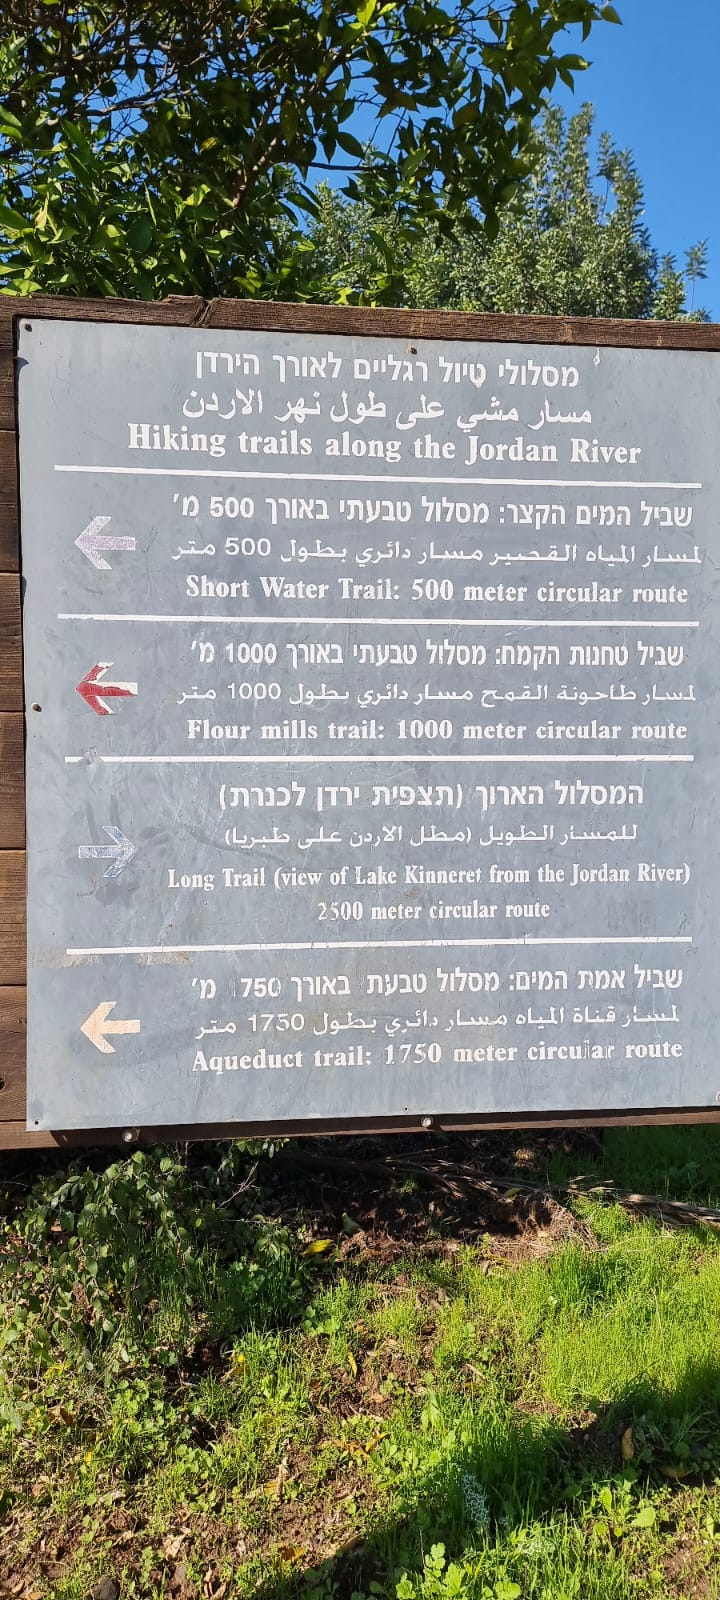 מסלולי טיול רגליים לאורך הירדן
مسار مشي على طول نهر الاردن
Hiking trails along the Jordan River
שביל המים הקצר: מסלול טבעתי באורך 500 מ'
لمسار المياه القصير مسار دائري بطول 500 متر
Short Water Trail: 500 meter circular route
שביל טחנות הקמח: מסלול טבעתי באורך 1000 מ'
لمسار طاحونة القمح مسار دائري بطول 1000 متر
Flour mills trail: 1000 meter circular route
המסלול הארוך (תצפית ירדן לכנרת)
للمسار الطويل (مطل الاردن على طبريا)
Long Trail (view of Lake Kinneret from the Jordan River)
2500 meter circular route
שביל אמת המים: מסלול טבעת באורך 750 מ'
لمسار قناة المياه مسار دائري بطول 1750 متر
Aqueduct trail: 1750 meter circular route